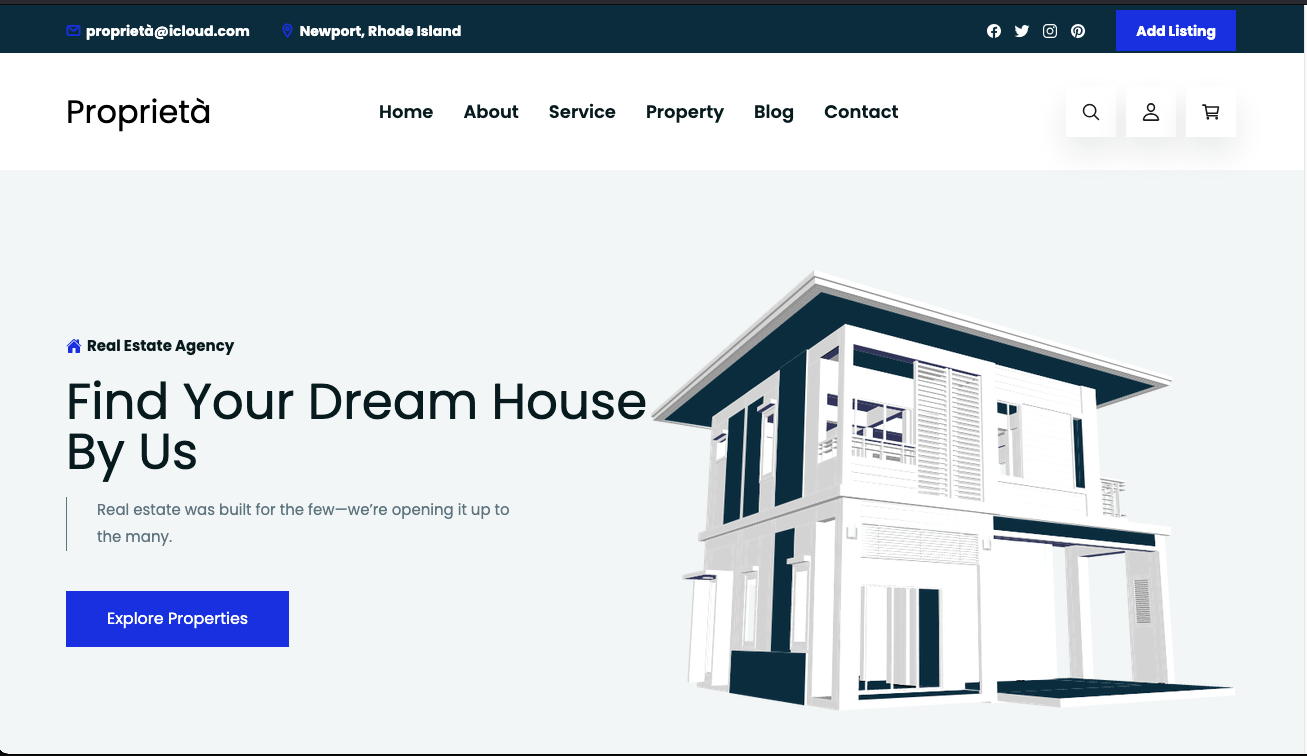 proprietà@icloud.com
Newport, Rhode Island
Add Listing
Proprietà
Home
About
Service
Property
Blog
Contact
Real Estate Agency
Find Your Dream House
By Us
Real estate was built for the few—we’re opening it up to
the many.
Explore Properties